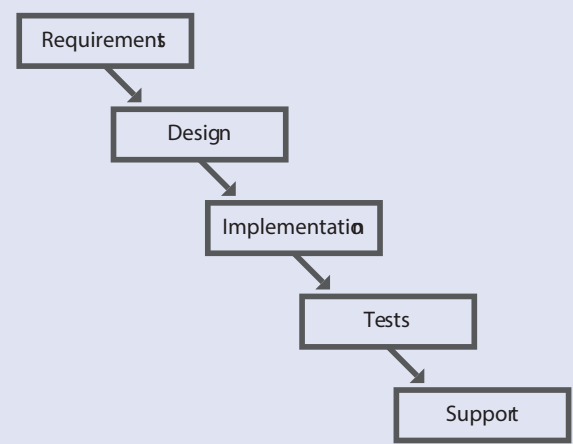 Requirements
Design
Implementation
Tests
Support